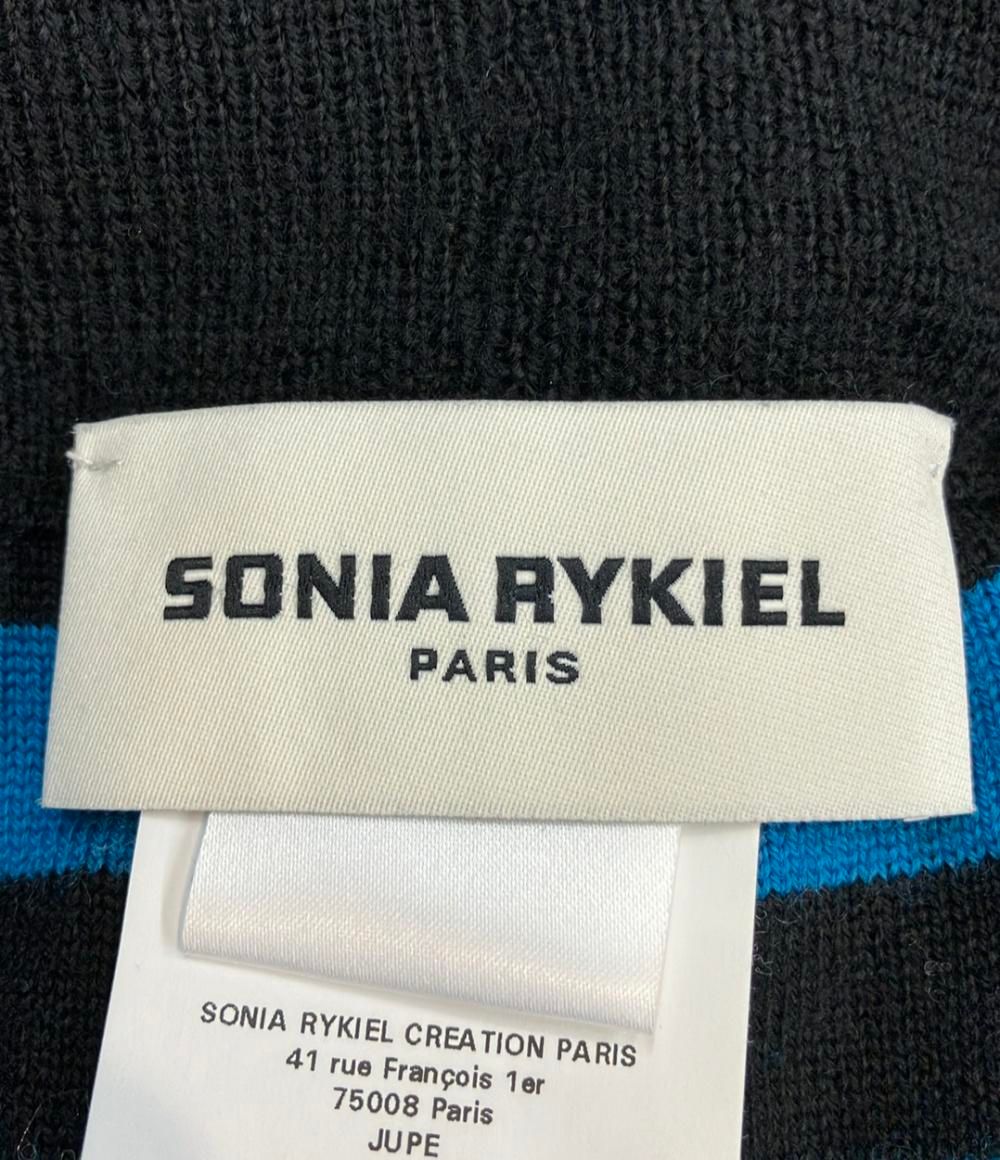 SONIA RYKIEL
PARIS
SONIA RYKIEL CREATION PARIS
41 rue François 1er
75008 Paris
JUPE